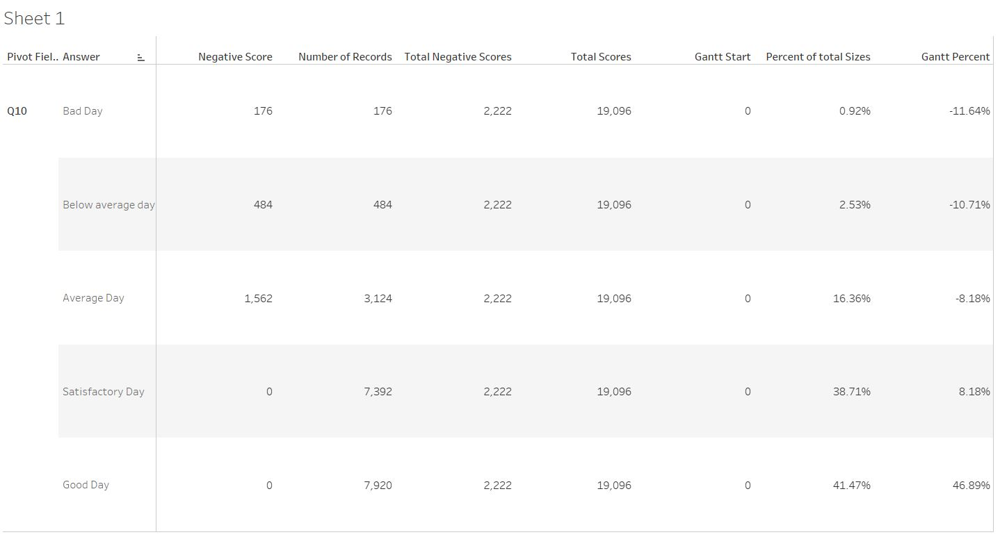 Sheet 1
Pivot Fiel.. Answer Negative Score Number of Records Total Negative Scores Total Scores Gantt Start Percent of total Sizes Gantt Percent
Q10 Bad Day 176 176 2,222 19,096 0 0.92% -11.64%
Below average day 484 484 2,222 19,096 0 2.53% -10.71%
Average Day 1,562 3,124 2,222 19,096 0 16.36% -8.18%
Satisfactory Day 0 7,392 2,222 19,096 0 38.71% 8.18%
Good Day 0 7,920 2,222 19,096 0 41.47% 46.89%